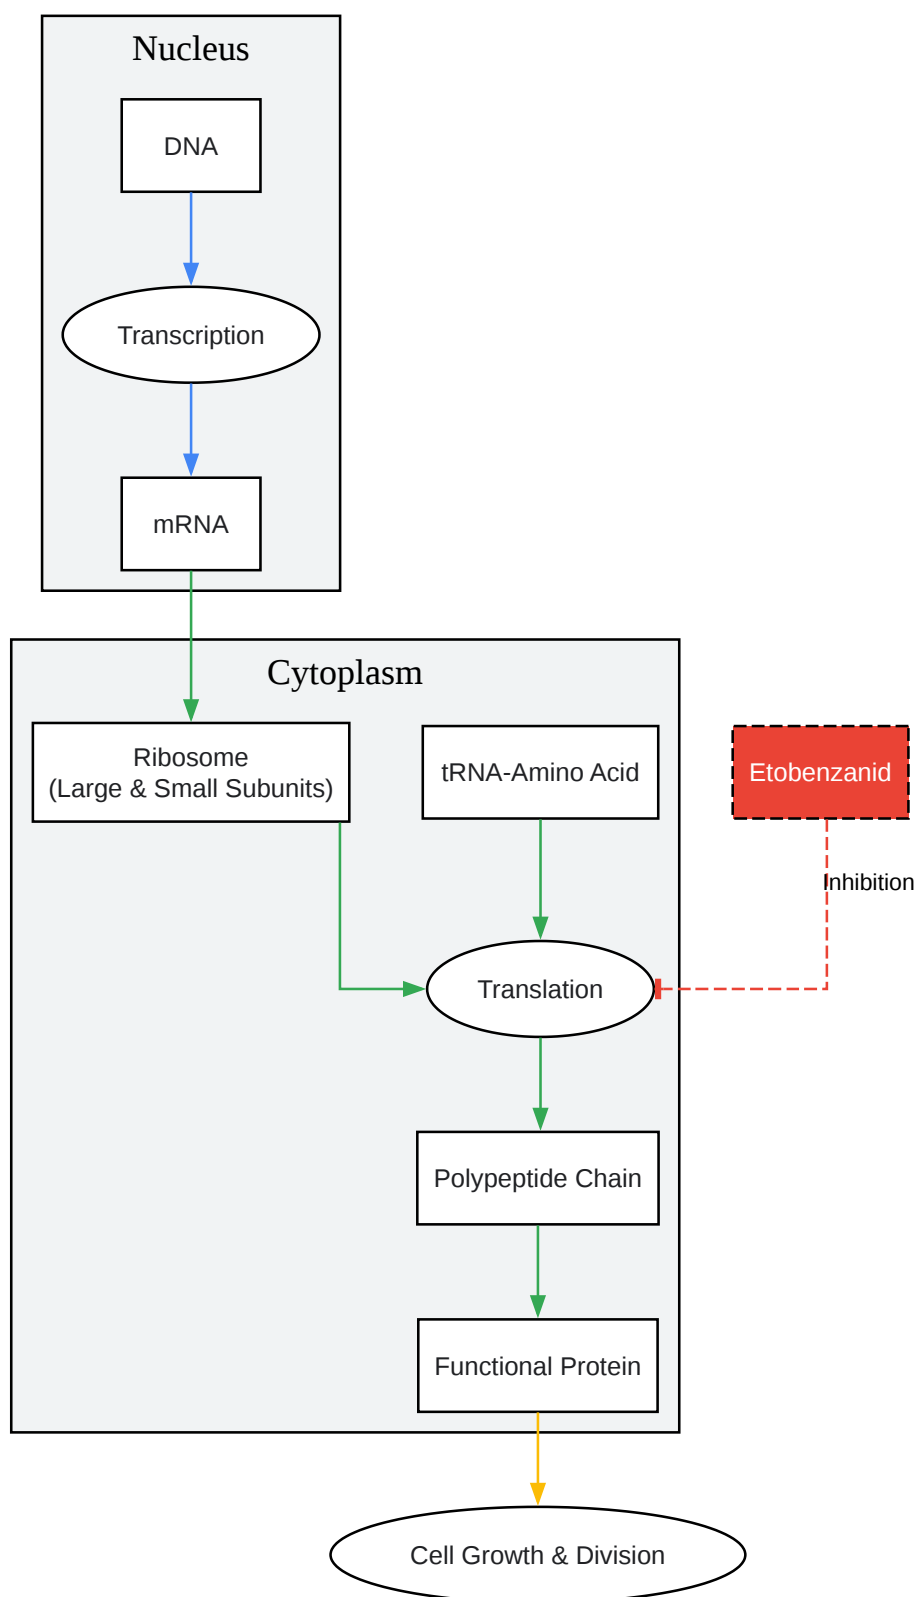 Nucleus
DNA
Transcription
mRNA
Cytoplasm
Ribosome
(Large & Small Subunits)
tRNA-Amino Acid
Etobenzanid
Inhibition
Translation
Polypeptide Chain
Functional Protein
Cell Growth & Division